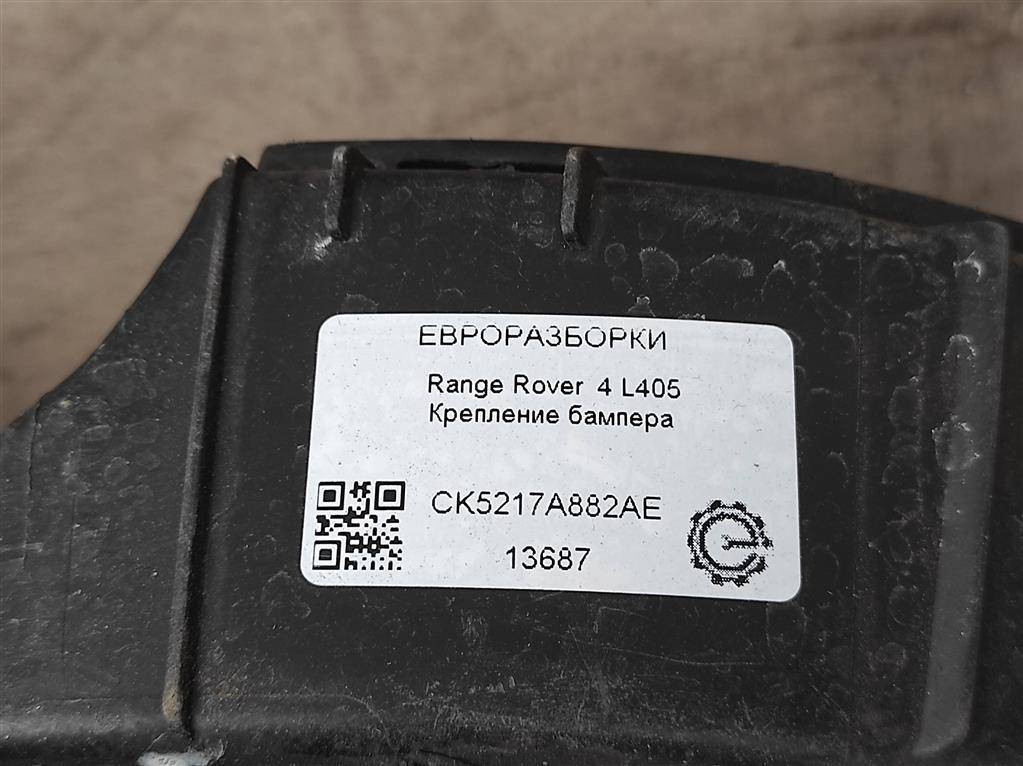 ЕВРОРАЗБОРКИ
Range Rover 4 L405
Крепление бампера
CK5217A882AE
13687